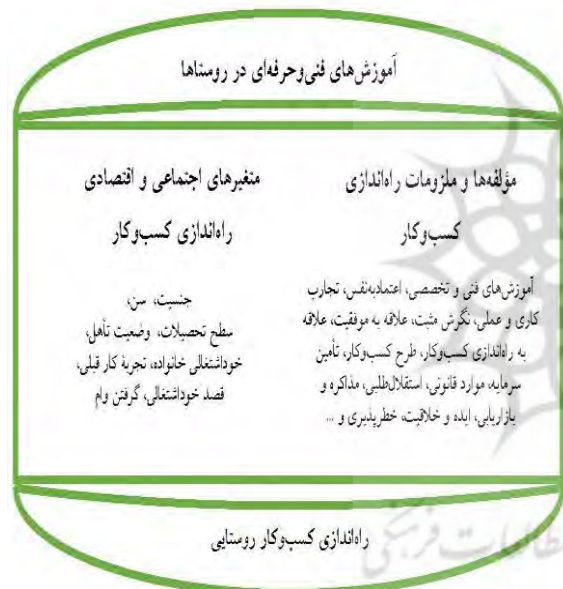 آموزش‌های فنی‌وحرفه‌ای در روستاها
مؤلفه‌ها و ملزومات راه‌اندازی
کسب‌وکار
آموزش‌های فنی و تخصصی، اعتمادبه‌نفس، تجارب
کاری و عملی، نگرش مثبت، علاقه به موفقیت، علاقه
به راه‌اندازی کسب‌وکار، طرح کسب‌وکار، تأمین
سرمایه، موارد قانونی، استقلال‌طلبی، مذاکره و
بازاریابی، ایده و خلاقیت، خطرپذیری و ...
متغیرهای اجتماعی و اقتصادی
راه‌اندازی کسب‌وکار
جنسیت، سن،
سطح تحصیلات، وضعیت تأهل،
خوداشتغالی خانواده، تجربۀ کار قبلی،
قصد خوداشتغالی، گرفتن وام
راه‌اندازی کسب‌وکار روستایی